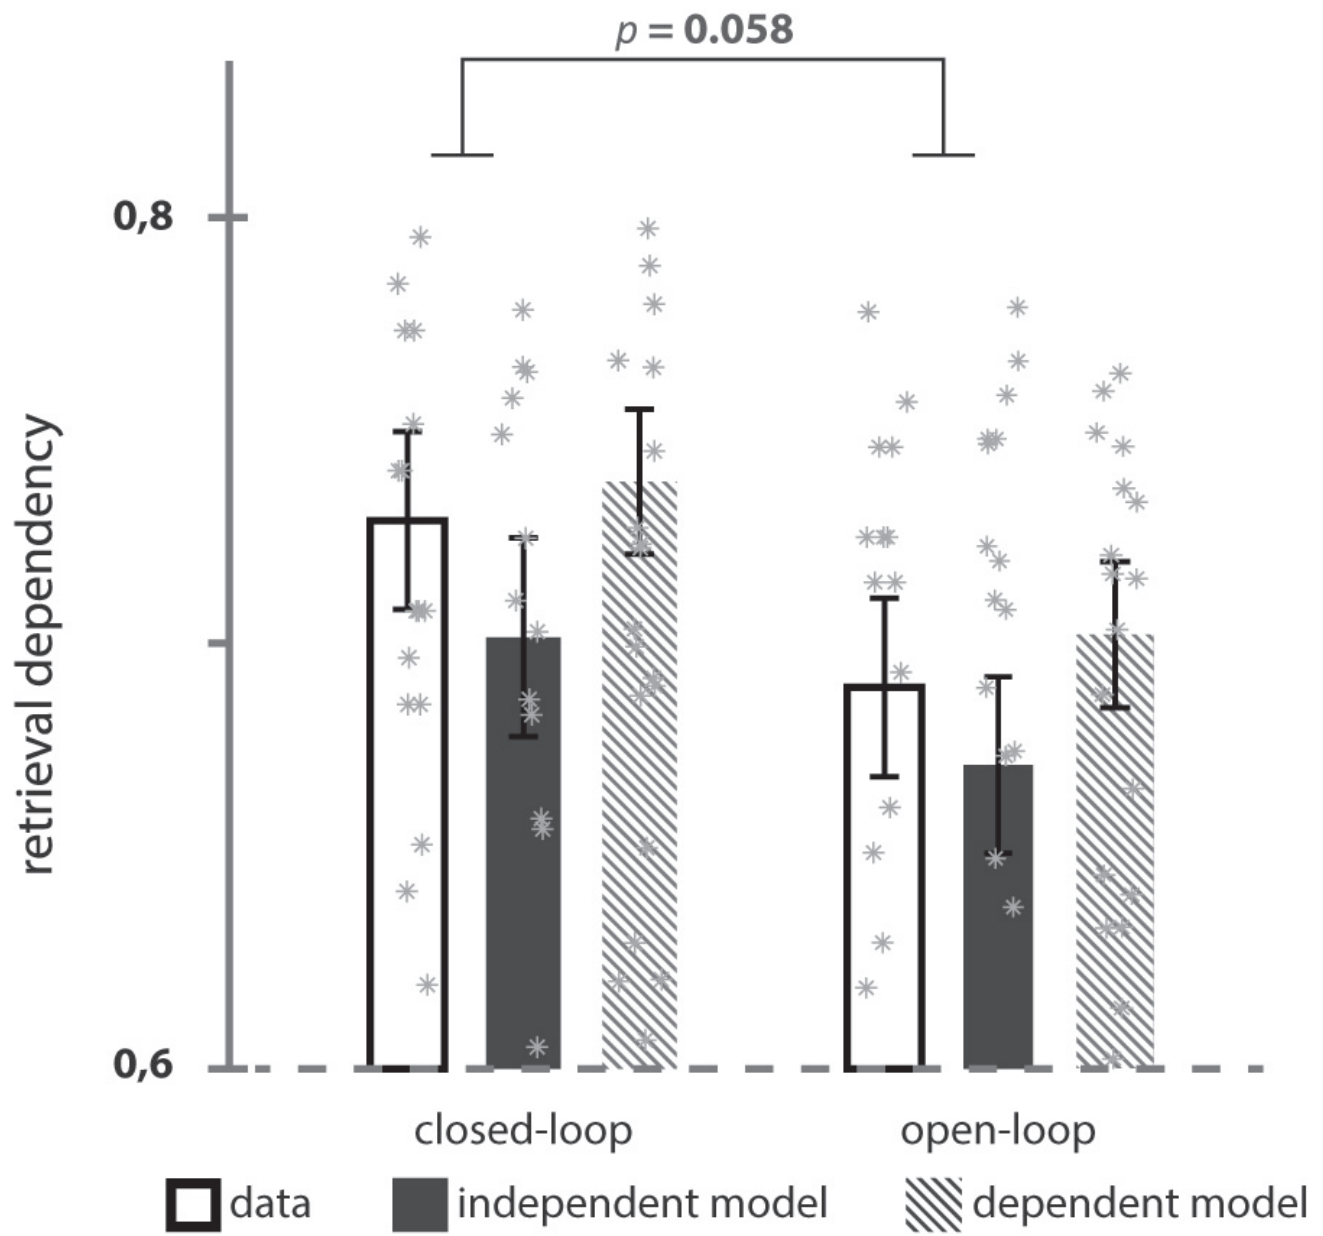 p = 0.058
0,8
retrieval dependency
0,6
closed-loop open-loop
data independent model dependent model